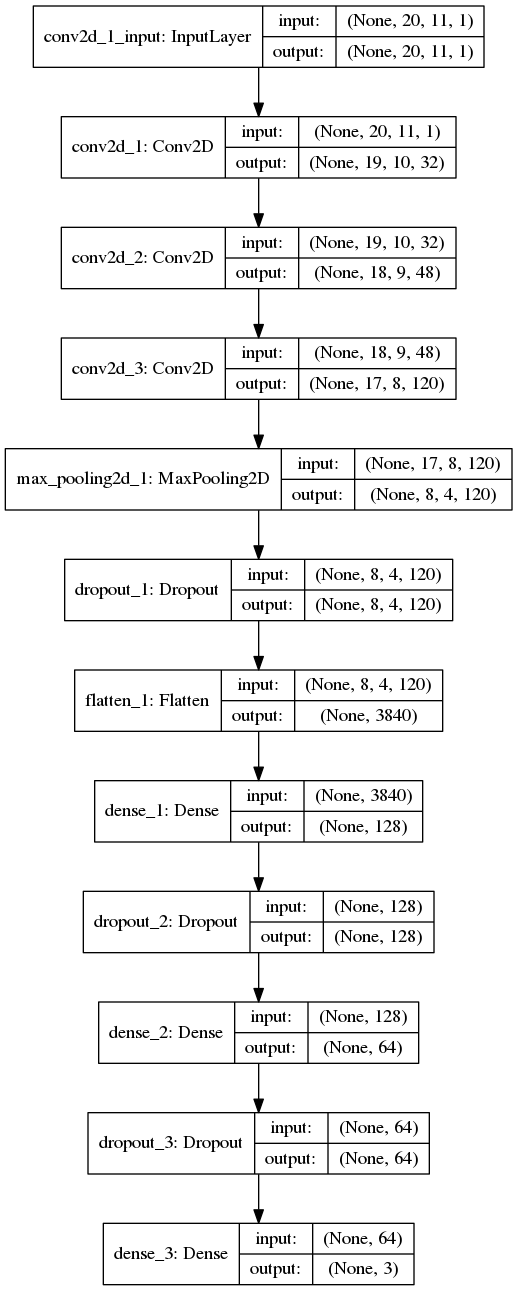 conv2d_1_input: InputLayer
input: (None, 20, 11, 1)
output: (None, 20, 11, 1)
conv2d_1: Conv2D
input: (None, 20, 11, 1)
output: (None, 19, 10, 32)
conv2d_2: Conv2D
input: (None, 19, 10, 32)
output: (None, 18, 9, 48)
conv2d_3: Conv2D
input: (None, 18, 9, 48)
output: (None, 17, 8, 120)
max_pooling2d_1: MaxPooling2D
input: (None, 17, 8, 120)
output: (None, 8, 4, 120)
dropout_1: Dropout
input: (None, 8, 4, 120)
output: (None, 8, 4, 120)
flatten_1: Flatten
input: (None, 8, 4, 120)
output: (None, 3840)
dense_1: Dense
input: (None, 3840)
output: (None, 128)
dropout_2: Dropout
input: (None, 128)
output: (None, 128)
dense_2: Dense
input: (None, 128)
output: (None, 64)
dropout_3: Dropout
input: (None, 64)
output: (None, 64)
dense_3: Dense
input: (None, 64)
output: (None, 3)